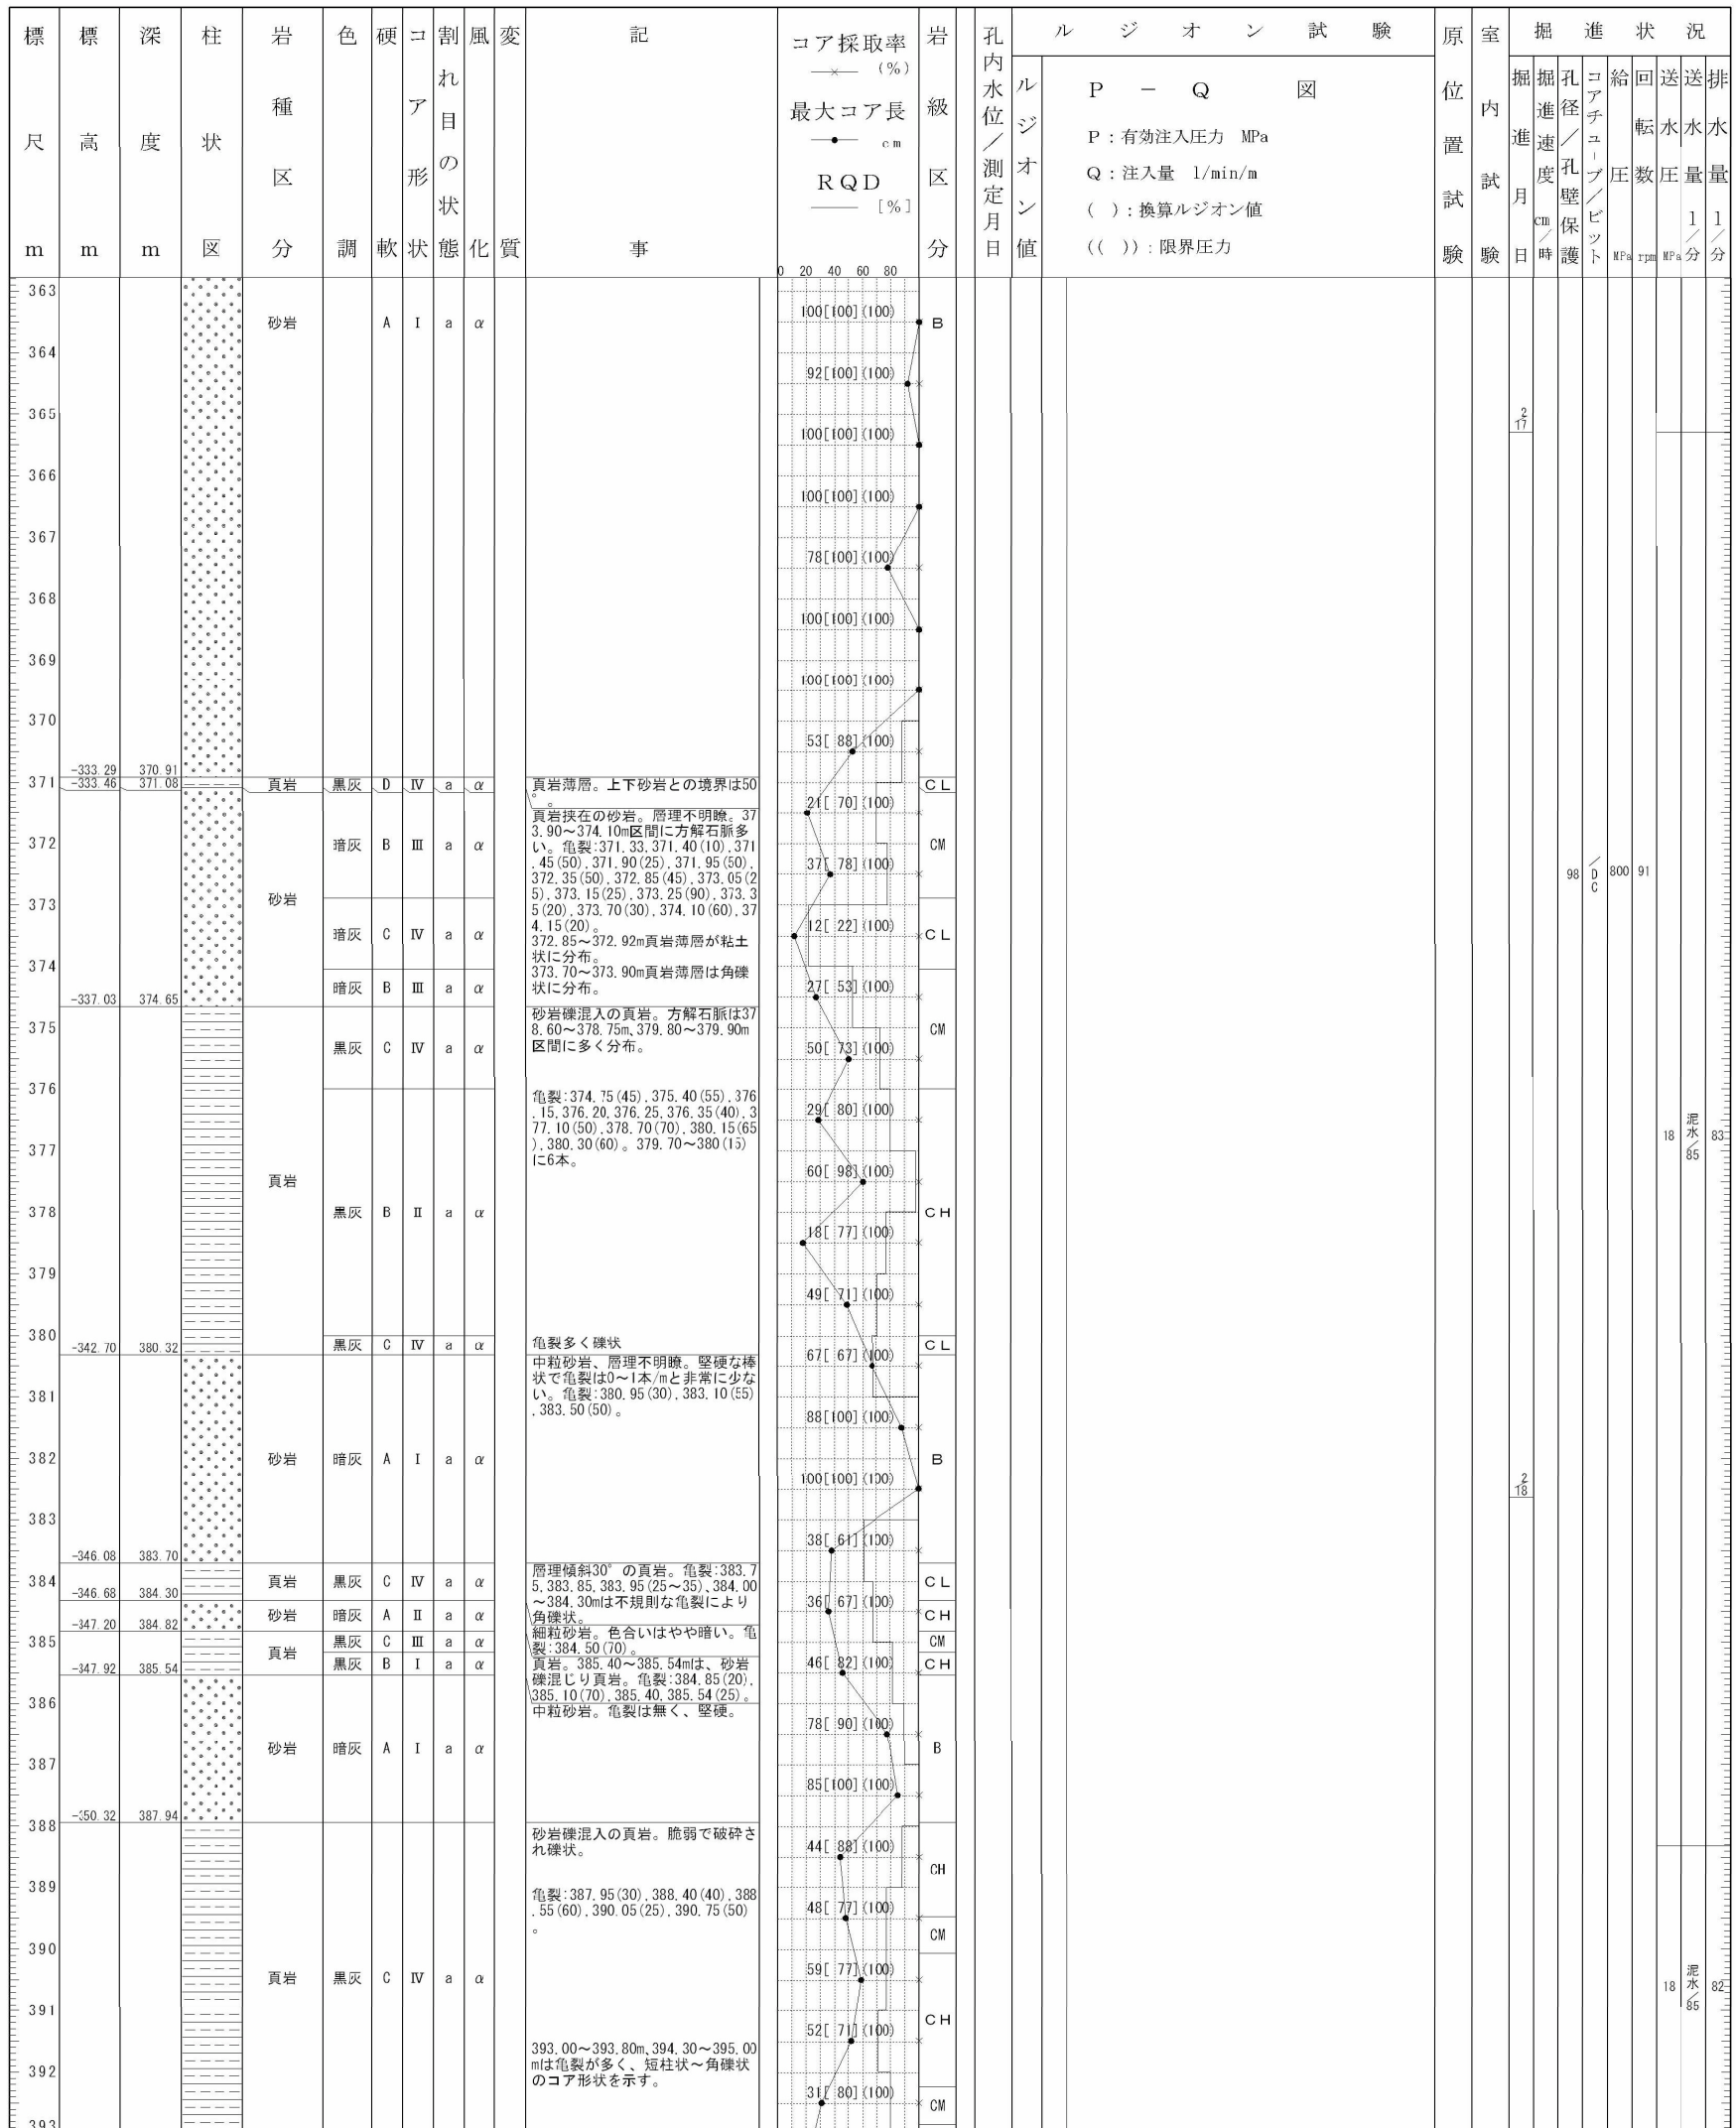 標尺m
標高m
深度m
柱状図
岩種区分
色調
硬軟
コア形状
割れ目の状態
風化
変質
記事
コア採取率
(%)
最大コア長
cm
RQD
[%]
0 20 40 60 80
岩級区分
孔内水位/測定月日
ルジオン試験
ルジオン値
P - Q 図
P:有効注入圧力 MPa
Q:注入量 l/min/m
( ):換算ルジオン値
(( )):限界圧力
原位置試験
室内試験
掘進状況
掘進月日
掘進速度 cm/時
孔径/孔壁保護
コアチューブ/ビット
給圧 MPa
回転数 rpm
送水圧 MPa
送水量 l/分
排水量 l/分
363
100[100](100)
砂岩 A I a α B
364
92[100](100)
365
2/17
100[100](100)
366
100[100](100)
367
78[100](100)
368
100[100](100)
369
100[100](100)
370
53[ 88](100)
-333.29 370.91
371
-333.46 371.08 頁岩 黒灰 D Ⅳ a α CL
頁岩薄層。上下砂岩との境界は50
°。
21[ 70](100)
頁岩挟在の砂岩。層理不明瞭。37
3.90~374.10m区間に方解石脈多
い。亀裂:371.33,371.40(10),371
.45(50),371.90(25),371.95(50),
372.35(50),372.85(45),373.05(2
5),373.15(25),373.25(90),373.3
5(20),373.70(30),374.10(60),37
4.15(20)。
372.85~372.92m頁岩薄層が粘土
状に分布。
373.70~373.90m頁岩薄層は角礫
状に分布。
372
暗灰 B Ⅲ a α CM
37[ 78](100)
98 /DC 800 91
373
砂岩
12[ 22](100)
暗灰 C Ⅳ a α CL
374
暗灰 B Ⅲ a α
27[ 53](100)
-337.03 374.65
砂岩礫混入の頁岩。方解石脈は37
8.60~378.75m、379.80~379.90m
区間に多く分布。
375
CM
黒灰 C Ⅳ a α
50[ 73](100)
376
亀裂:374.75(45),375.40(55),376
.15,376.20,376.25,376.35(40),3
77.10(50),378.70(70),380.15(65
),380.30(60)。379.70~380(15)
に6本。
29[ 80](100)
18 泥水/85 83
377
60[ 98](100)
頁岩
378
黒灰 B Ⅱ a α CH
18[ 77](100)
379
49[ 71](100)
380
-342.70 380.32 黒灰 C Ⅳ a α CL
亀裂多く礫状
67[ 67](100)
中粒砂岩、層理不明瞭。堅硬な棒
状で亀裂は0~1本/mと非常に少な
い。亀裂:380.95(30),383.10(55)
,383.50(50)。
381
88[100](100)
382
砂岩 暗灰 A I a α B
100[100](100)
2/18
383
38[ 61](100)
-346.08 383.70
384
層理傾斜30°の頁岩。亀裂:383.7
5,383.85,383.95(25~35)、384.00
~384.30mは不規則な亀裂により
角礫状。
-346.68 384.30 頁岩 黒灰 C Ⅳ a α CL
36[ 67](100)
砂岩 暗灰 A Ⅱ a α CH
-347.20 384.82
細粒砂岩。色合いはやや暗い。亀
裂:384.50(70)。
385
頁岩
黒灰 C Ⅲ a α CM
黒灰 B I a α CH
46[ 82](100)
-347.92 385.54
頁岩。385.40~385.54mは、砂岩
礫混じり頁岩。亀裂:384.85(20),
385.10(70),385.40,385.54(25)。
386
中粒砂岩。亀裂は無く、堅硬。
78[ 90](100)
砂岩 暗灰 A I a α B
387
85[100](100)
-350.32 387.94
388
砂岩礫混入の頁岩。脆弱で破砕さ
れ礫状。
44[ 88](100)
CH
389
亀裂:387.95(30),388.40(40),388
.55(60),390.05(25),390.75(50)
。
48[ 77](100)
CM
390
頁岩 黒灰 C Ⅳ a α
59[ 77](100)
18 泥水/85 82
391
CH
52[ 71](100)
393.00~393.80m、394.30~395.00
mは亀裂が多く、短柱状~角礫状
のコア形状を示す。
392
31[ 80](100)
CM
393